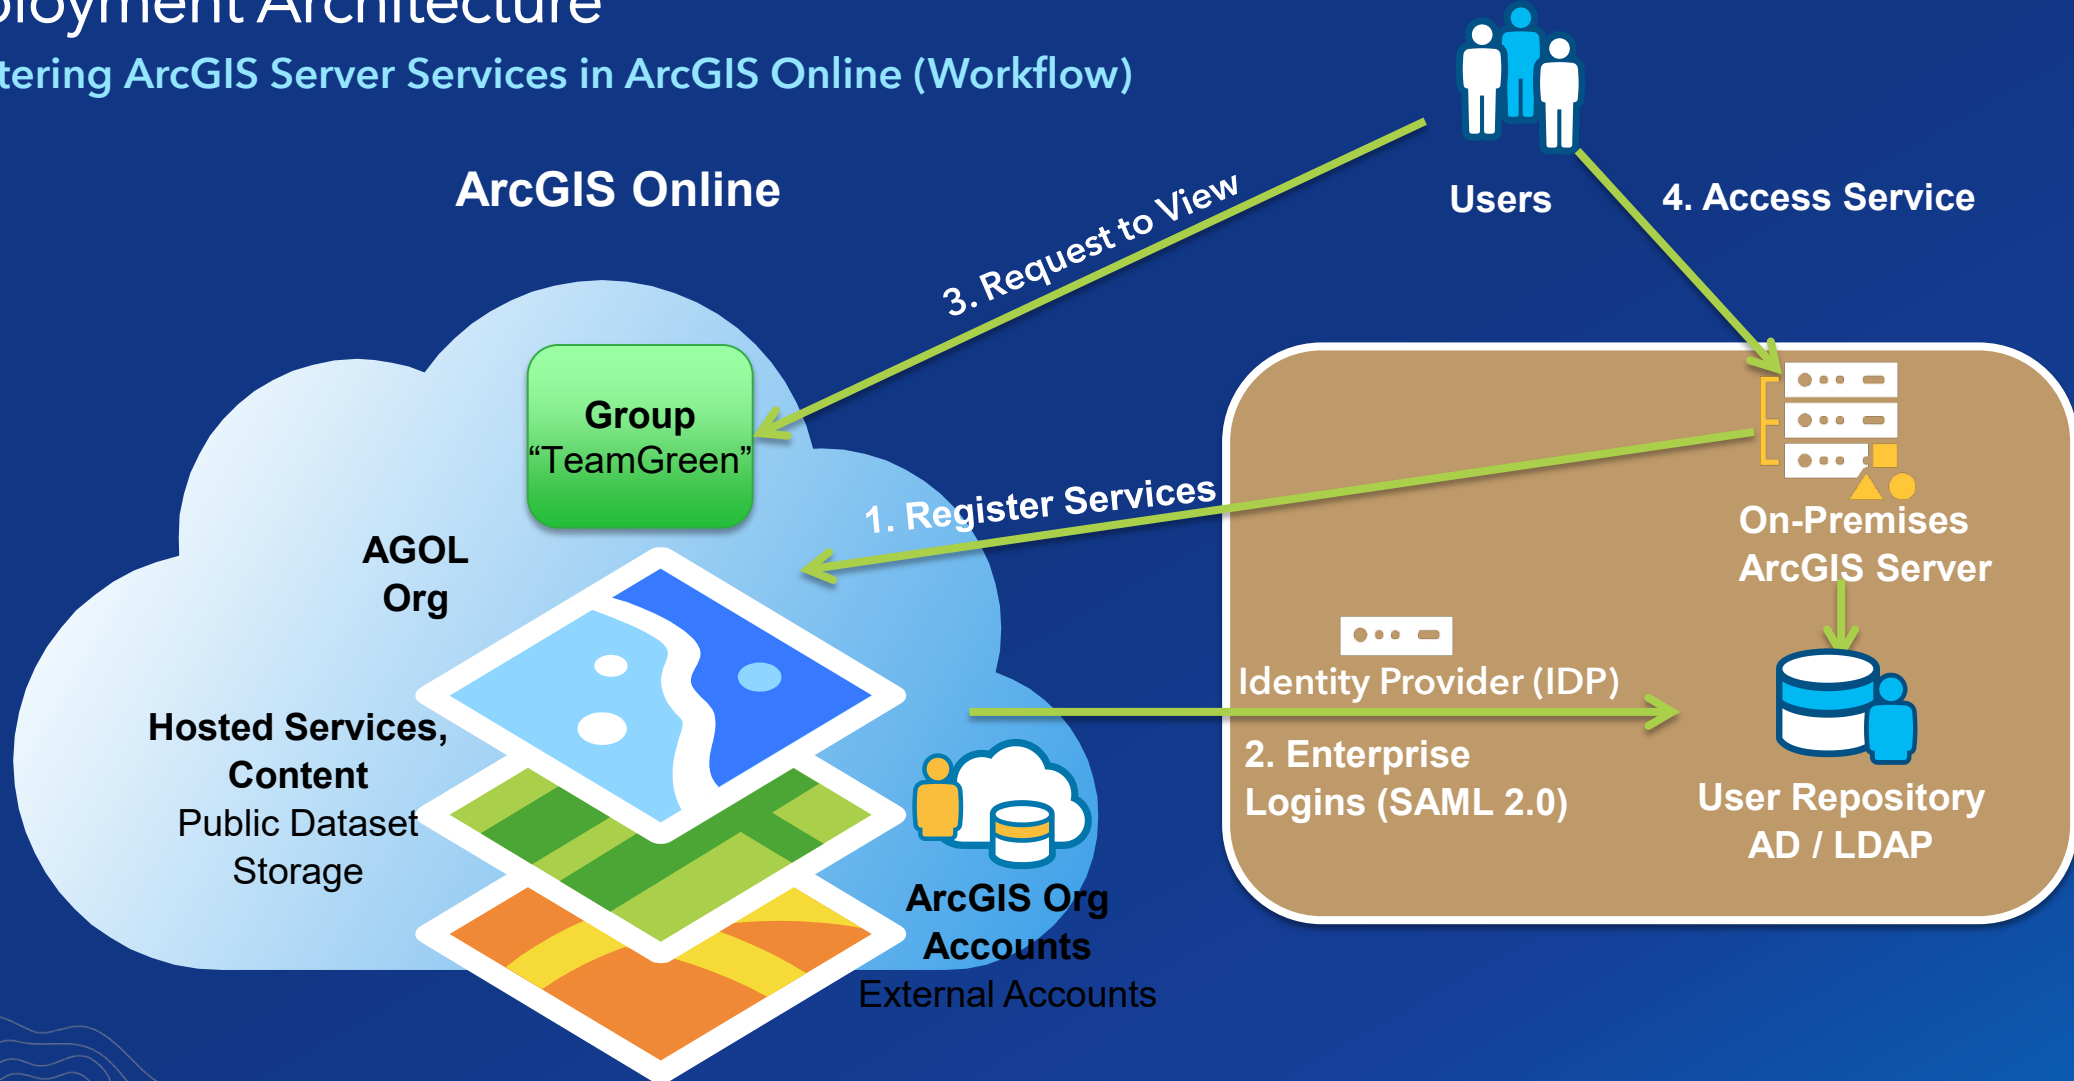 ployment Architecture
tering ArcGIS Server Services in ArcGIS Online (Workflow)
ArcGIS Online
Users
4. Access Service
3. Request to View
Group
“TeamGreen”
1. Register Services
AGOL
Org
On-Premises
ArcGIS Server
Identity Provider (IDP)
2. Enterprise
Logins (SAML 2.0)
User Repository
AD / LDAP
Hosted Services,
Content
Public Dataset
Storage
ArcGIS Org
Accounts
External Accounts